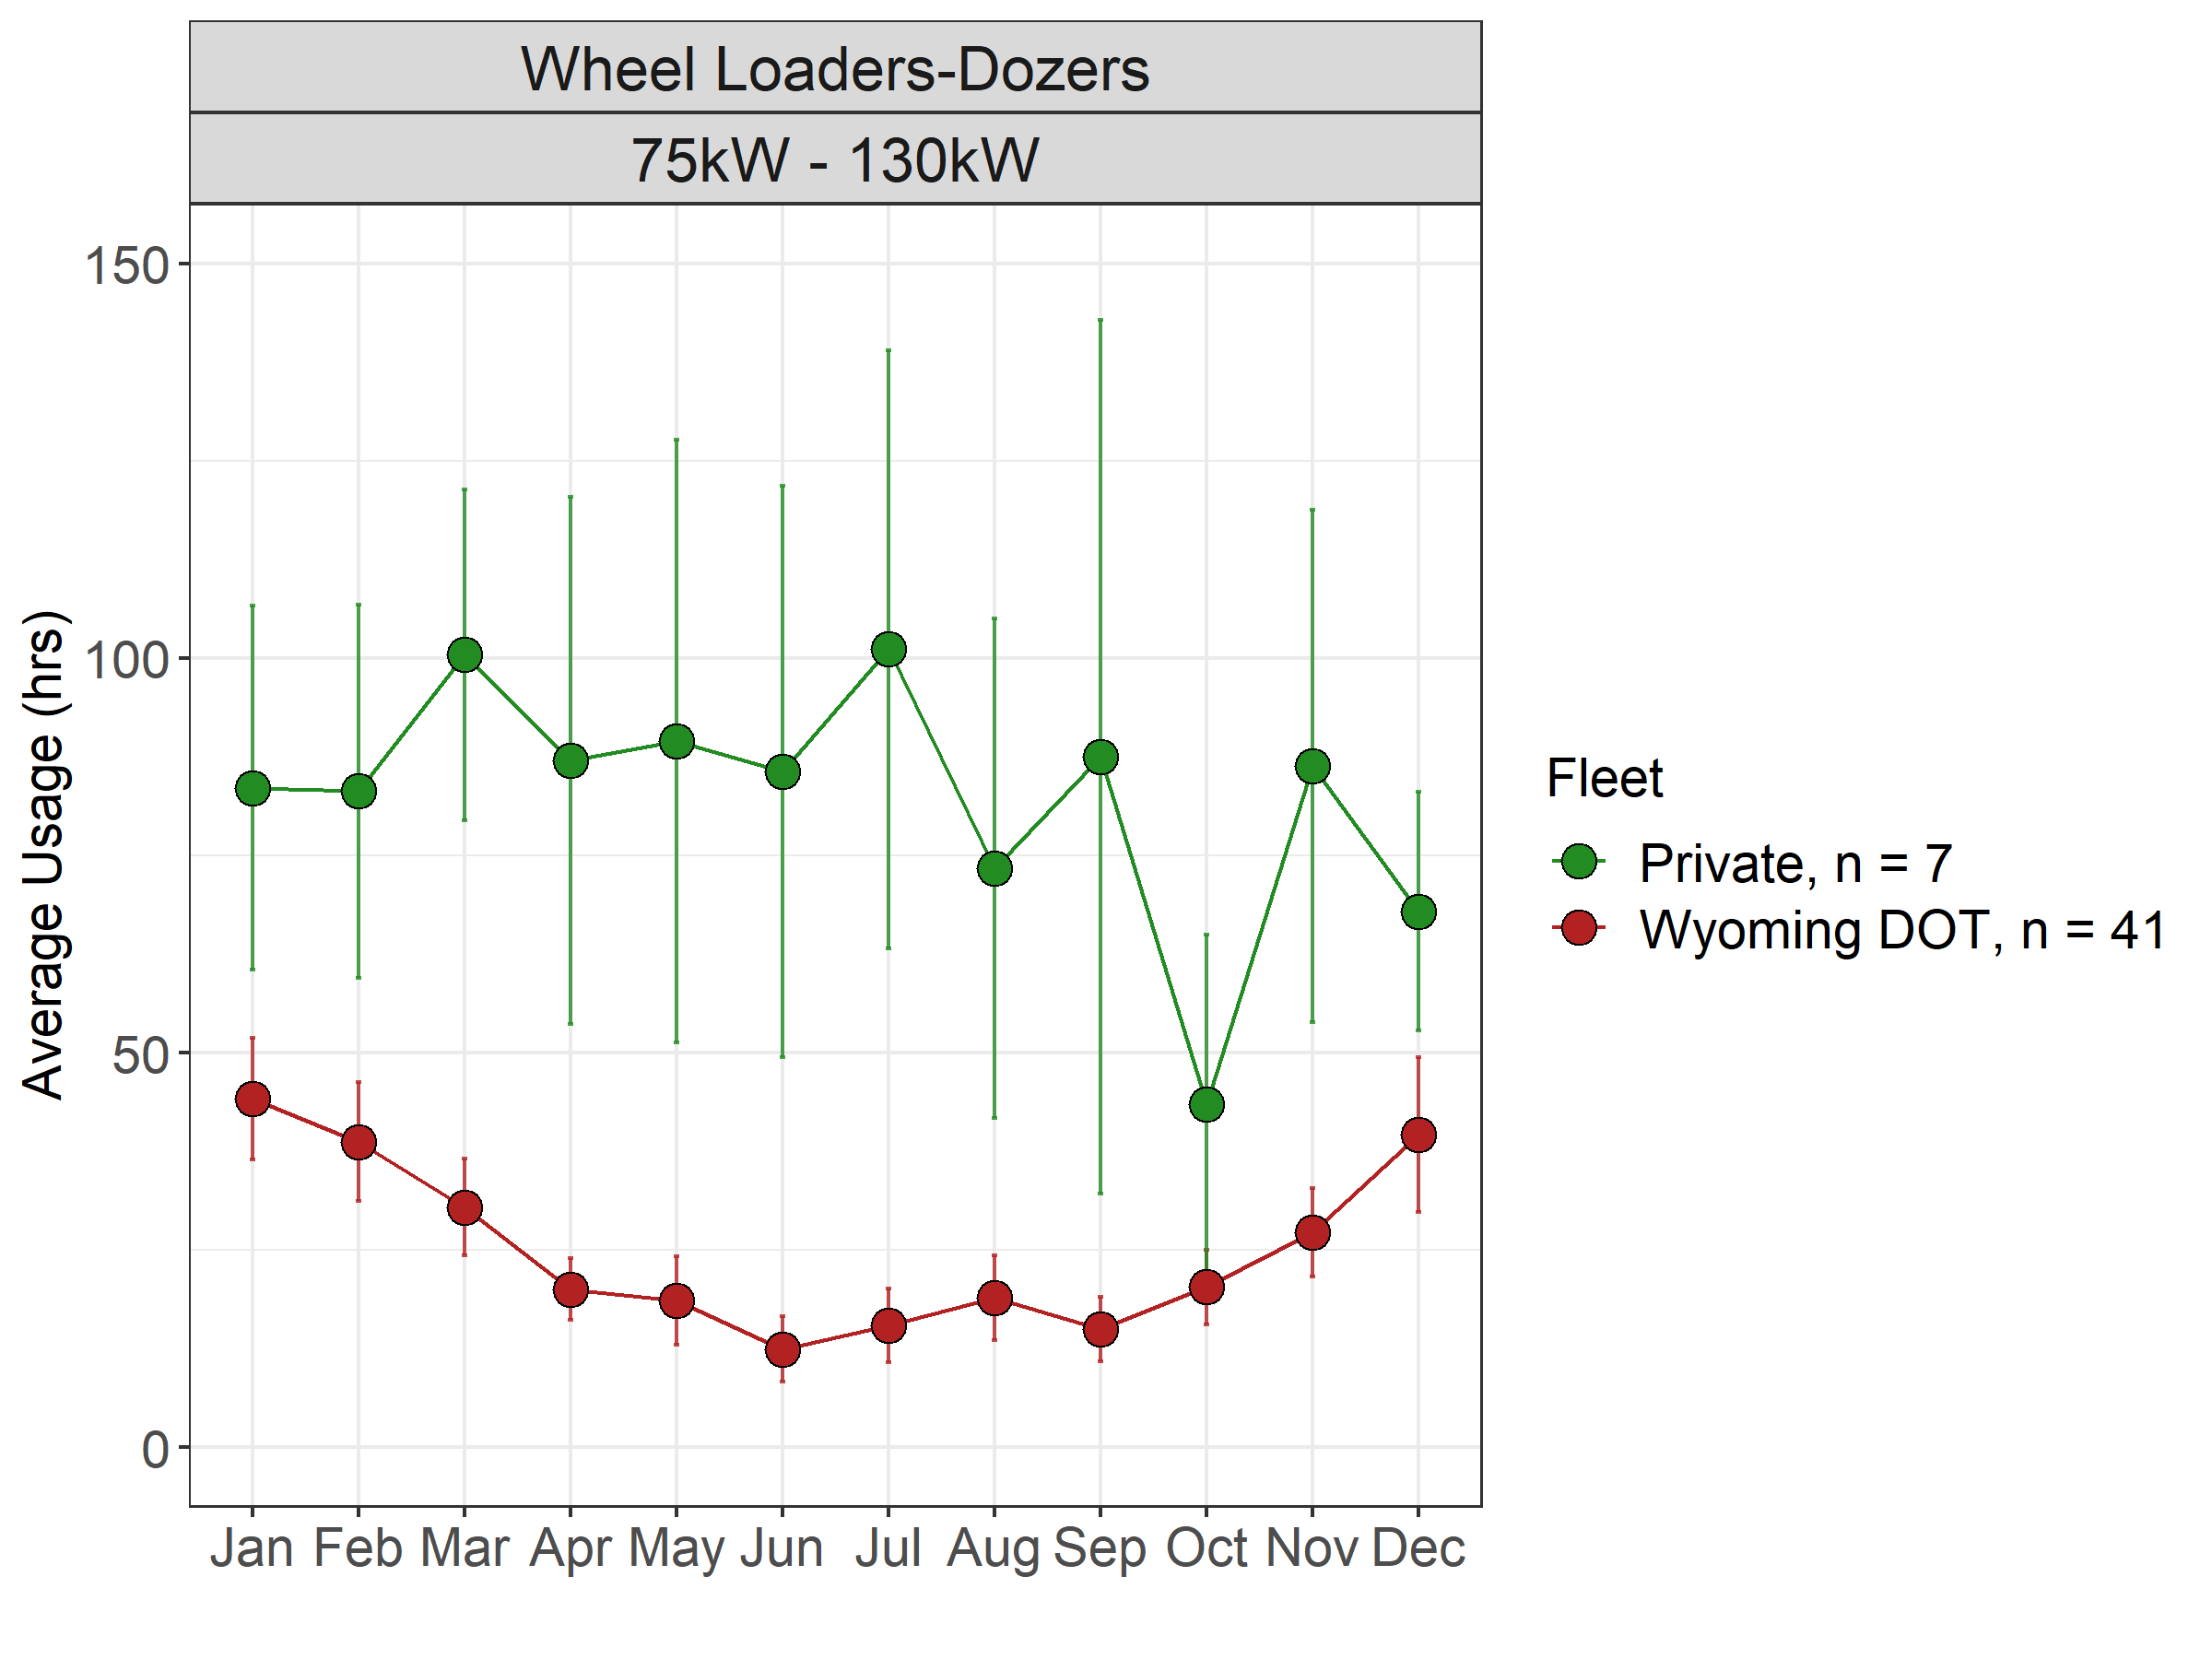 Wheel Loaders-Dozers
75kW - 130kW
150
100
50
0
Average Usage (hrs)
Jan Feb Mar Apr May Jun Jul Aug Sep Oct Nov Dec
Fleet
Private, n = 7
Wyoming DOT, n = 41